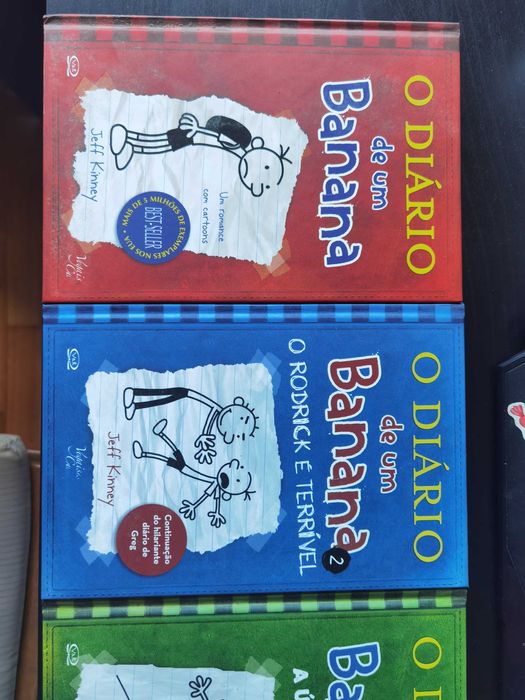 O DIÁRIO
de um
Banana
Um romance
com cartoons
MAIS DE 5 MILHÕES DE EXEMPLARES NOS EUA •
BEST-SELLER
Jeff Kinney
V&R
O DIÁRIO
de um
Banana
2
O RODRICK É TERRÍVEL
Jeff Kinney
Continuação
do hilariante
diário de
Greg
V&R
O D
Ba
A